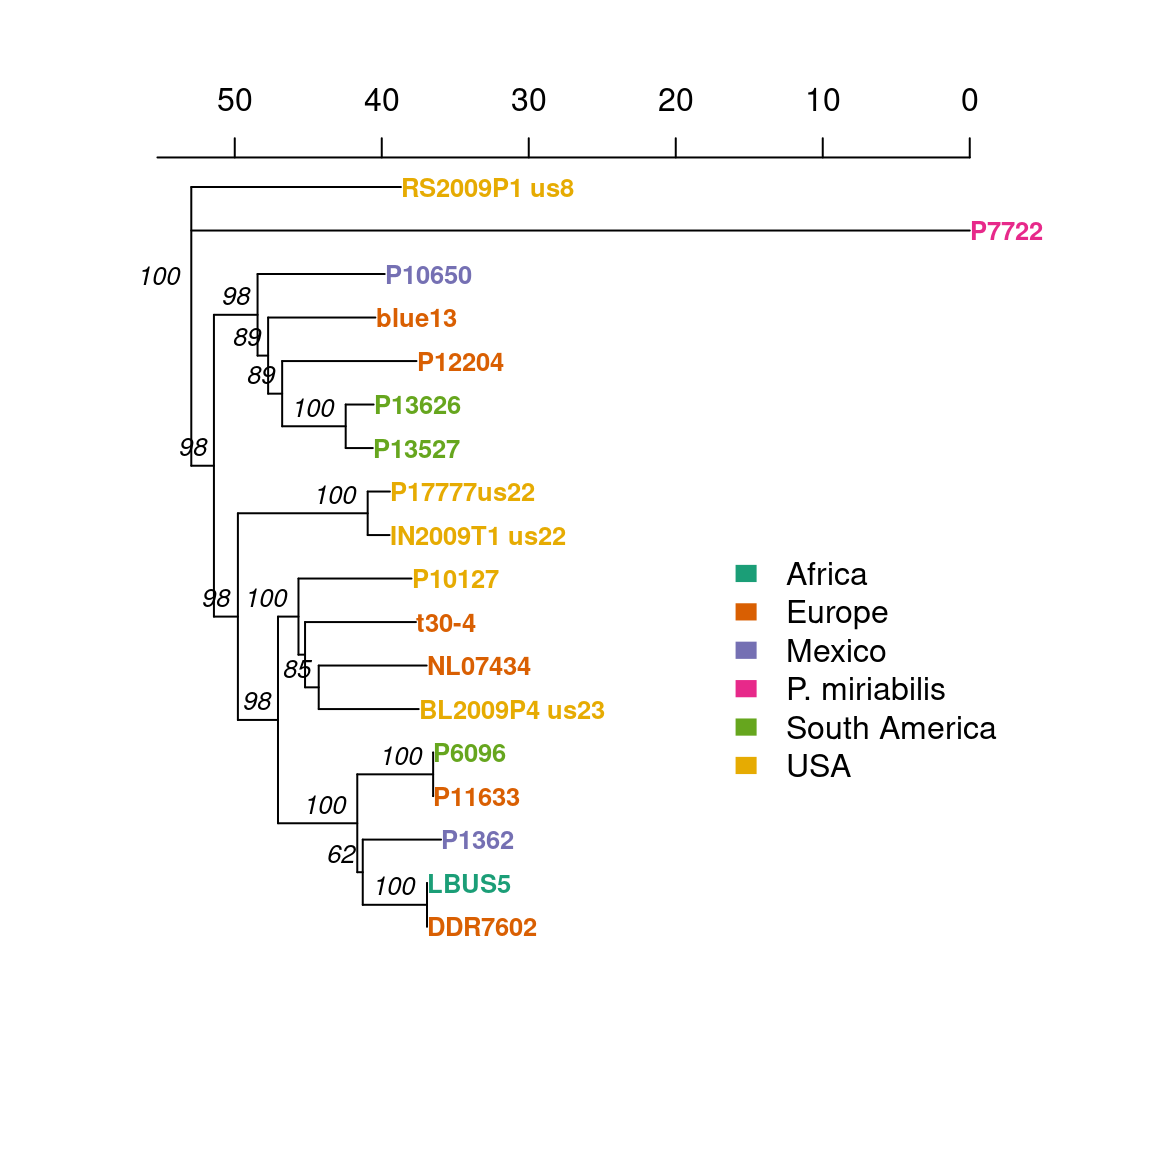 50 40 30 20 10 0
RS2009P1 us8
P7722
100
P10650
98
blue13
89
P12204
89
P13626
100
P13527
98
P17777us22
100
IN2009T1 us22
P10127
98 100
t30-4
NL07434
85
BL2009P4 us23
98
P6096
100
P11633
100
P1362
62
LBUS5
100
DDR7602
Africa
Europe
Mexico
P. miriabilis
South America
USA